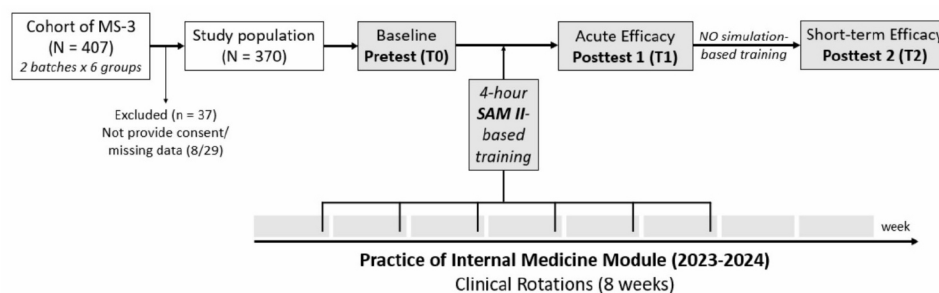 Cohort of MS-3
(N = 407)
2 batches x 6 groups
Study population
(N = 370)
Baseline
Pretest (T0)
Acute Efficacy
Posttest 1 (T1)
NO simulation-
based training
Short-term Efficacy
Posttest 2 (T2)
Excluded (n = 37)
Not provide consent/
missing data (8/29)
4-hour
SAM II-
based
training
week
Practice of Internal Medicine Module (2023-2024)
Clinical Rotations (8 weeks)